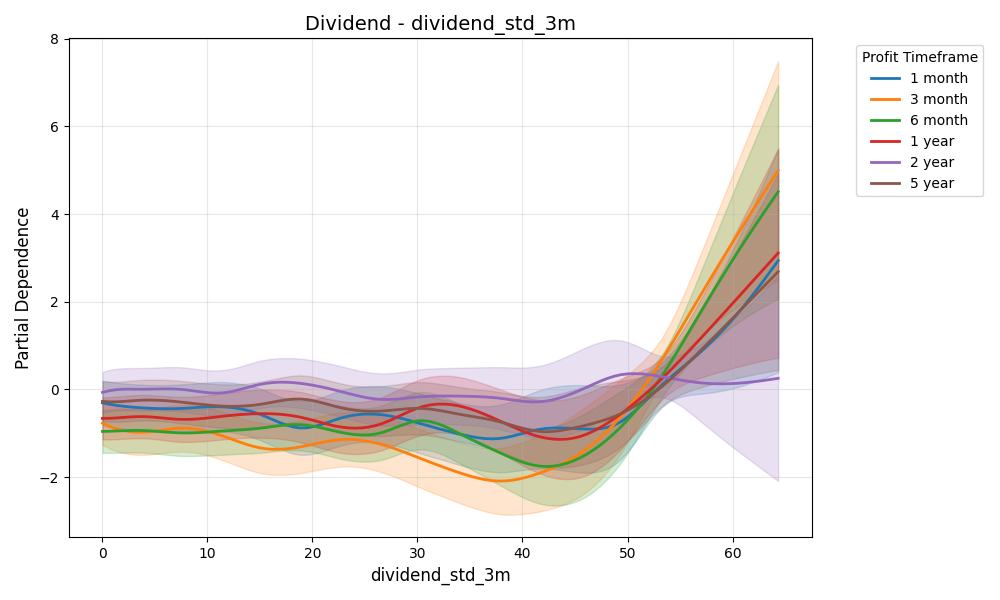 Dividend - dividend_std_3m
Partial Dependence
8
6
4
2
0
−2
0
10
20
30
40
50
60
dividend_std_3m
Profit Timeframe
1 month
3 month
6 month
1 year
2 year
5 year